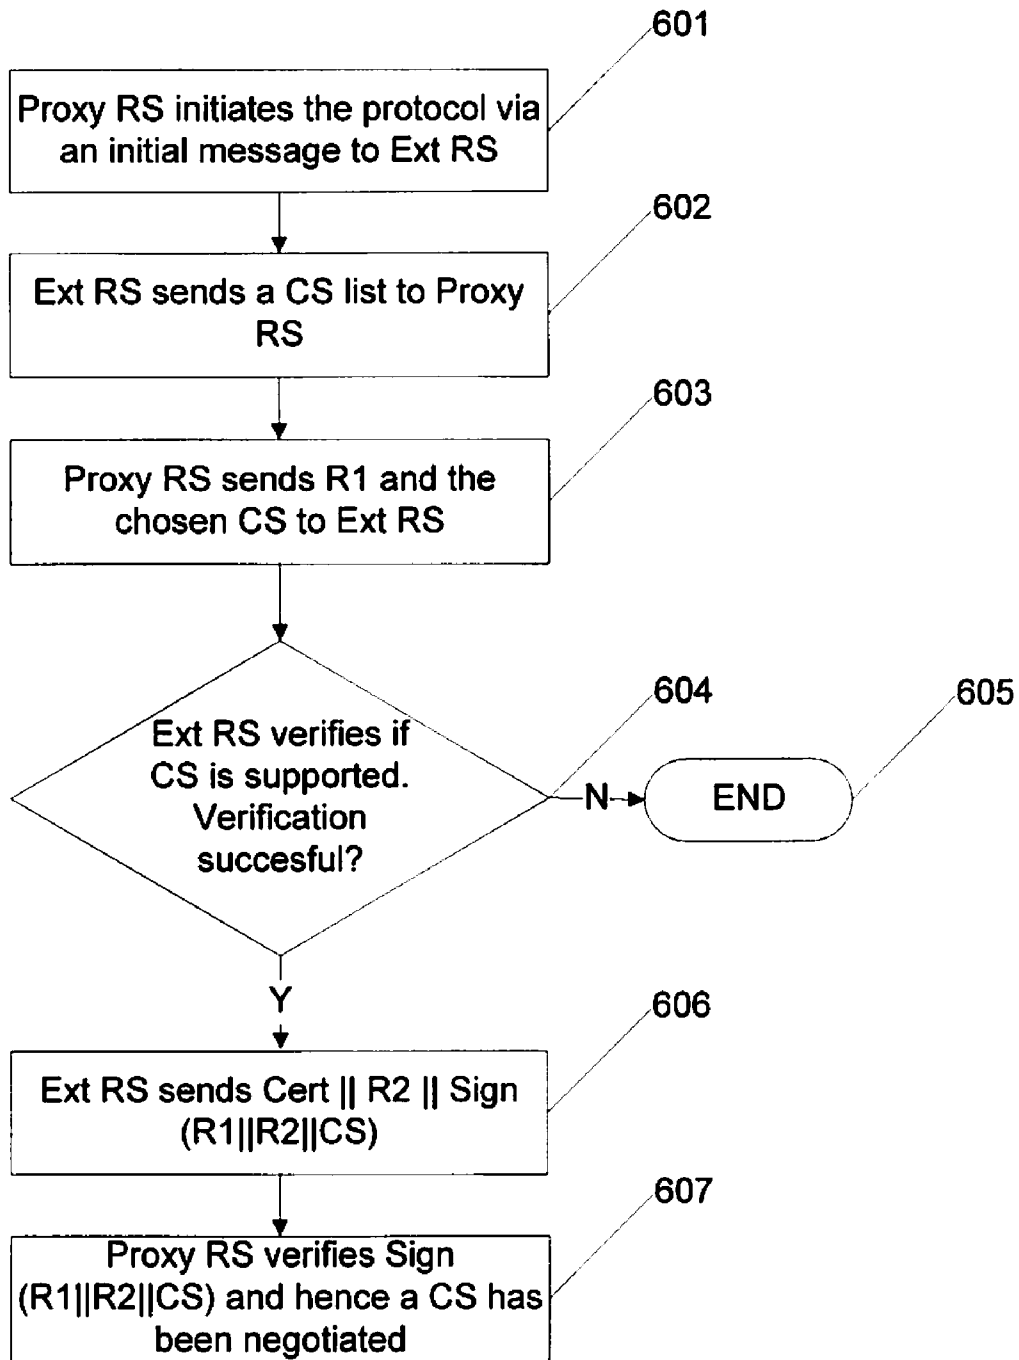 601
Proxy RS initiates the protocol via
an initial message to Ext RS
602
Ext RS sends a CS list to Proxy
RS
603
Proxy RS sends R1 and the
chosen CS to Ext RS
604
605
Ext RS verifies if
CS is supported.
Verification
succesful?
N
END
Y
606
Ext RS sends Cert || R2 || Sign
(R1||R2||CS)
607
Proxy RS verifies Sign
(R1||R2||CS) and hence a CS has
been negotiated